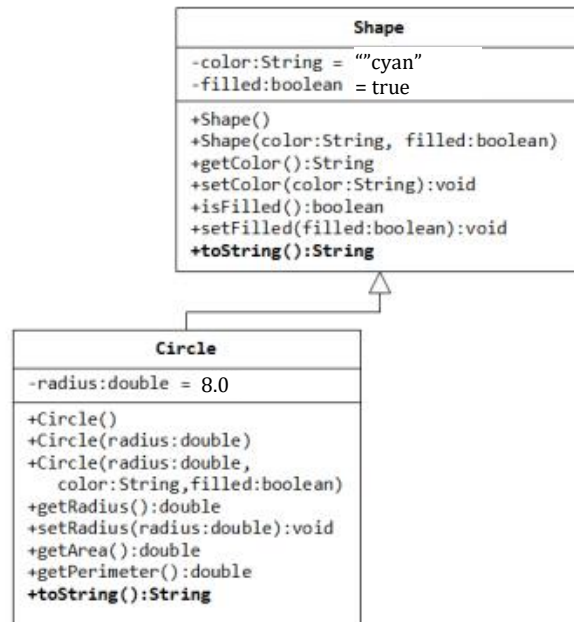 Shape
-color:String = “”cyan”
-filled:boolean = true
+Shape()
+Shape(color:String, filled:boolean)
+getColor():String
+setColor(color:String):void
+isFilled():boolean
+setFilled(filled:boolean):void
+toString():String
Circle
-radius:double = 8.0
+Circle()
+Circle(radius:double)
+Circle(radius:double,
color:String,filled:boolean)
+getRadius():double
+setRadius(radius:double):void
+getArea():double
+getPerimeter():double
+toString():String